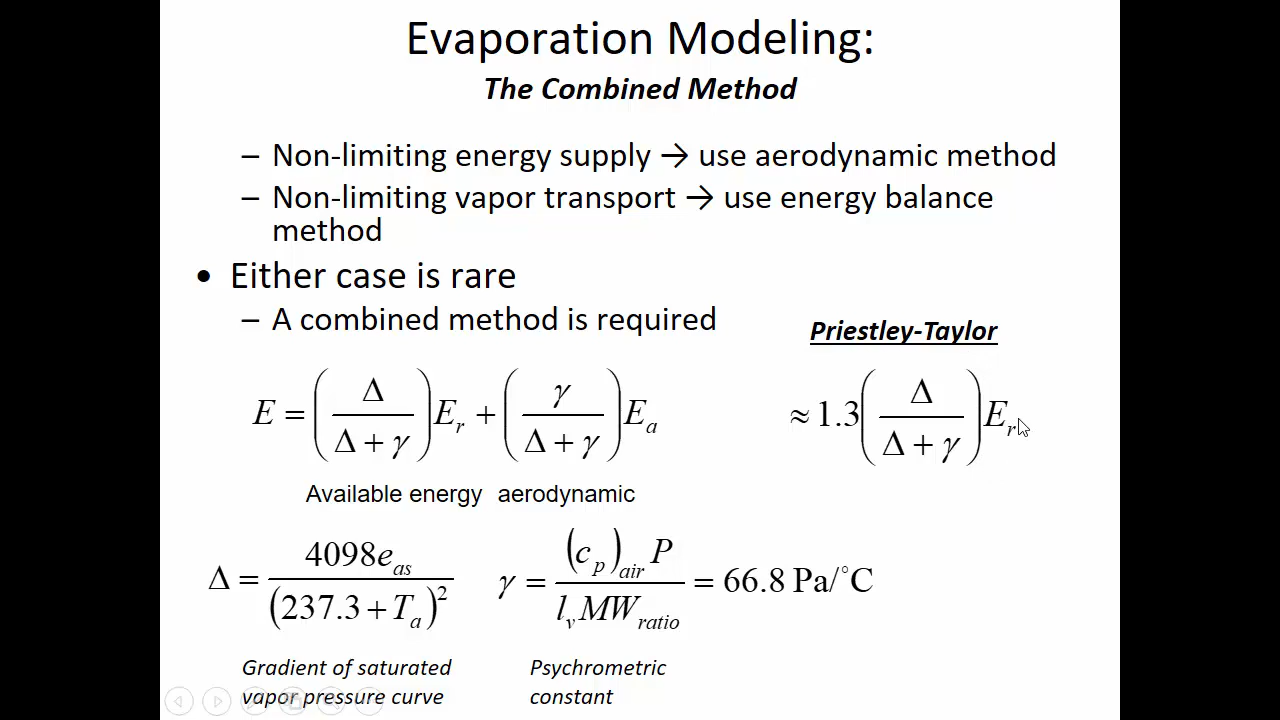 Evaporation Modeling:
The Combined Method
– Non-limiting energy supply → use aerodynamic method
– Non-limiting vapor transport → use energy balance
method
• Either case is rare
– A combined method is required
Priestley-Taylor
E = (Δ / (Δ + γ)) E_r + (γ / (Δ + γ)) E_a
≈ 1.3 (Δ / (Δ + γ)) E_r
Available energy aerodynamic
Δ = 4098e_as / (237.3 + T_a)^2
γ = (c_p)_air P / (l_v MW_ratio) = 66.8 Pa/°C
Gradient of saturated
vapor pressure curve
Psychrometric
constant